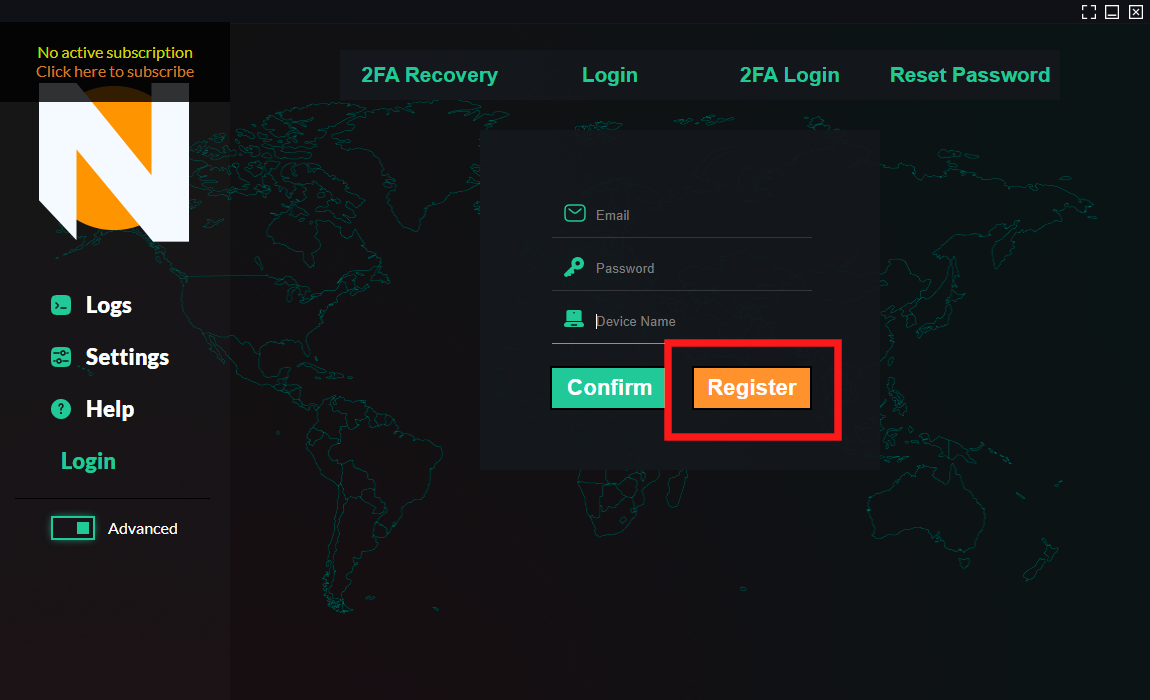 No active subscription
Click here to subscribe
2FA Recovery
Login
2FA Login
Reset Password
Email
Password
Device Name
Confirm
Register
Logs
Settings
Help
Login
Advanced